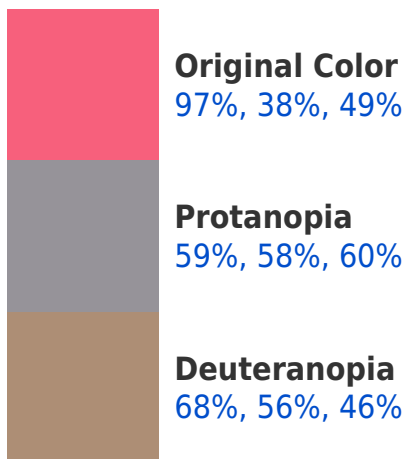 Original Color
97%, 38%, 49%
Protanopia
59%, 58%, 60%
Deuteranopia
68%, 56%, 46%